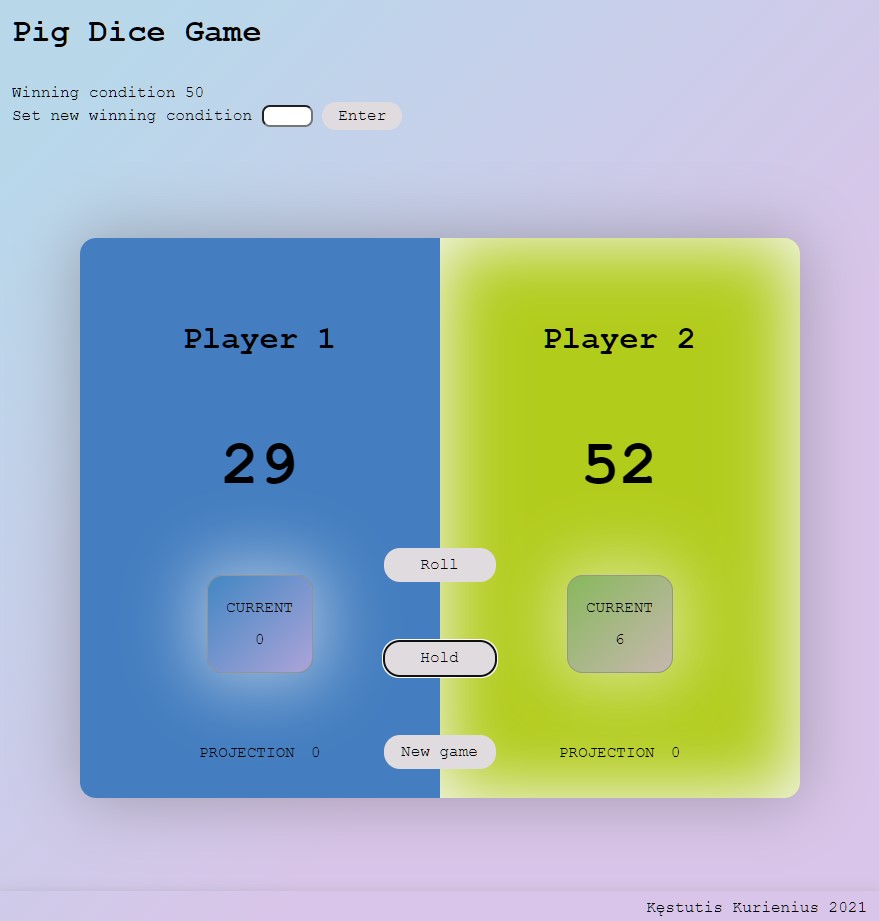 Pig Dice Game
Winning condition 50
Set new winning condition Enter
Player 1
29
CURRENT
0
PROJECTION 0
Roll
Hold
New game
Player 2
52
CURRENT
6
PROJECTION 0
Kęstutis Kurienius 2021